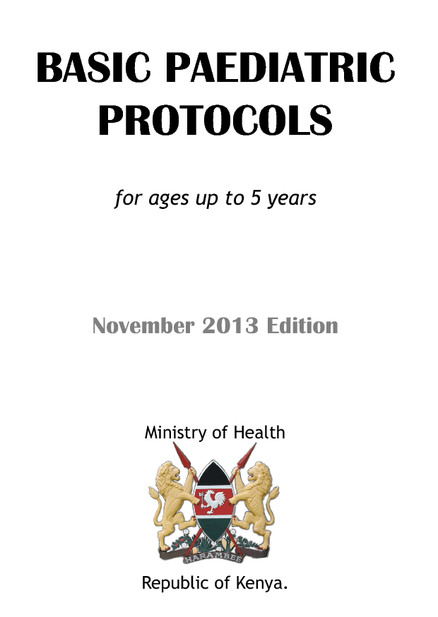 BASIC PAEDIATRIC
PROTOCOLS
for ages up to 5 years
November 2013 Edition
Ministry of Health
HARAMBEE
Republic of Kenya.